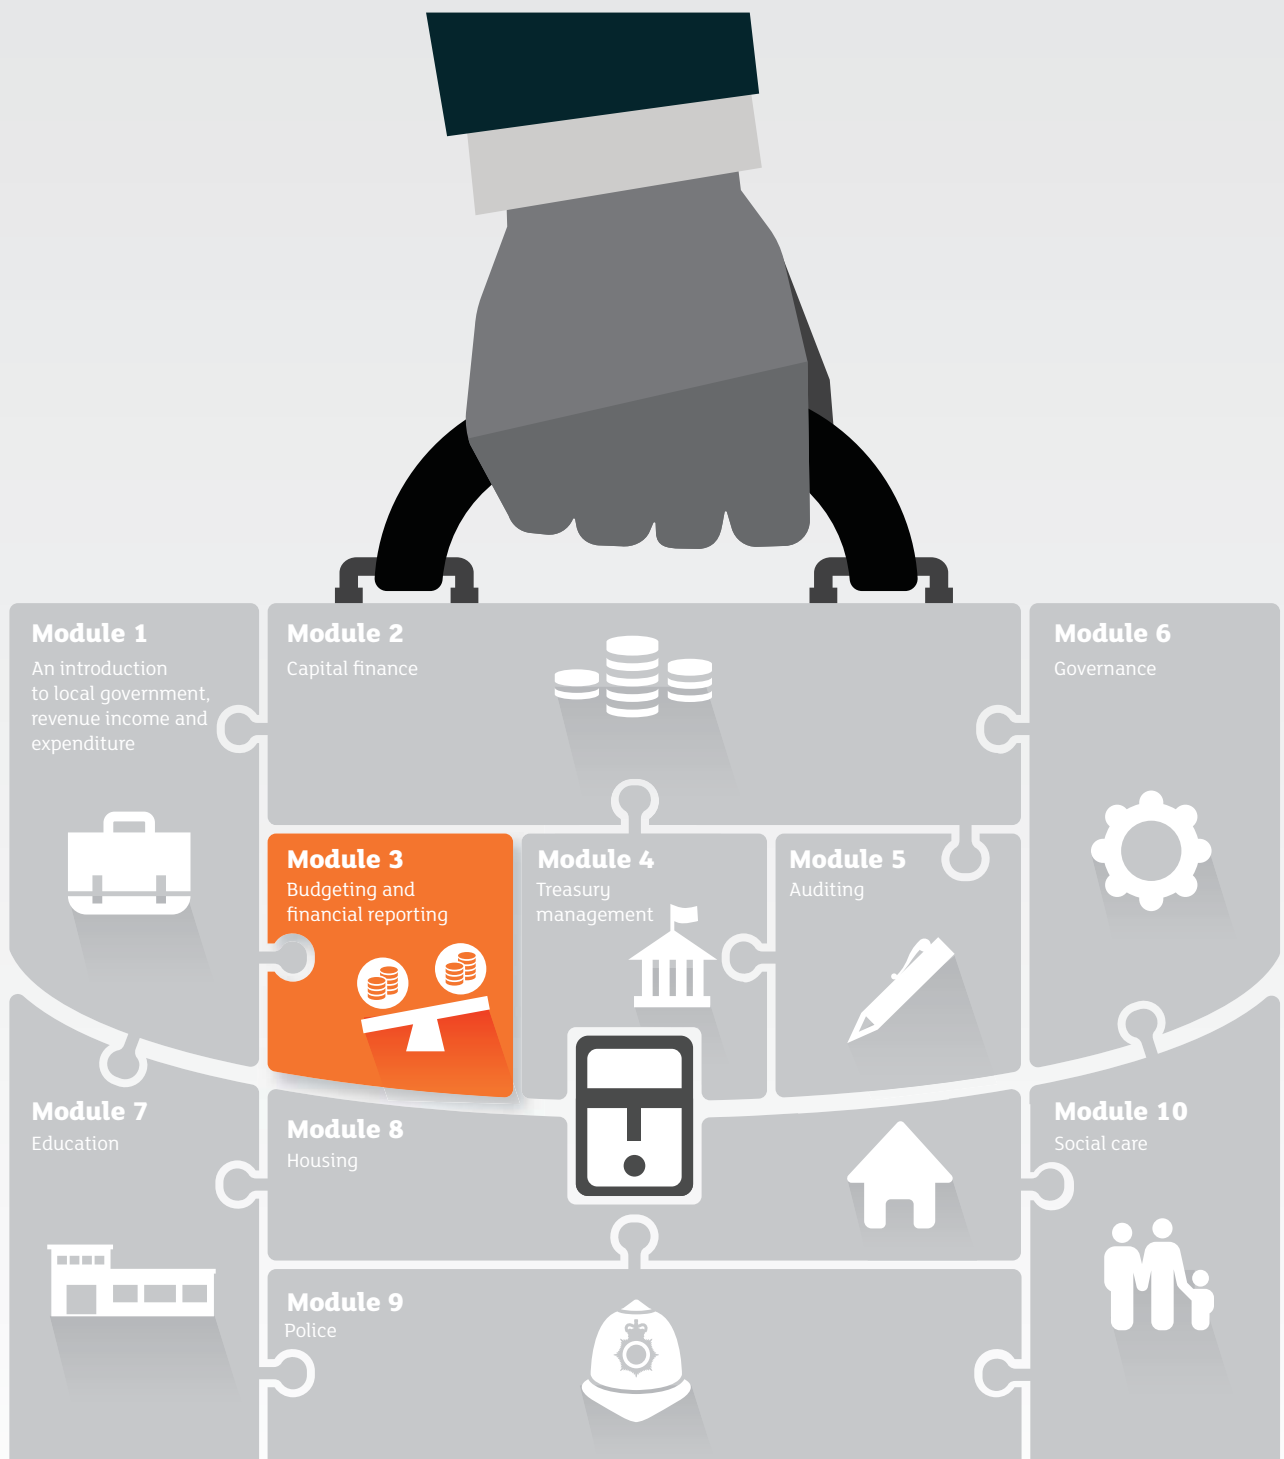 Module 1
An introduction
to local government,
revenue income and
expenditure
Module 2
Capital finance
Module 6
Governance
Module 3
Budgeting and
financial reporting
Module 4
Treasury
management
Module 5
Auditing
Module 7
Education
Module 8
Housing
Module 10
Social care
Module 9
Police